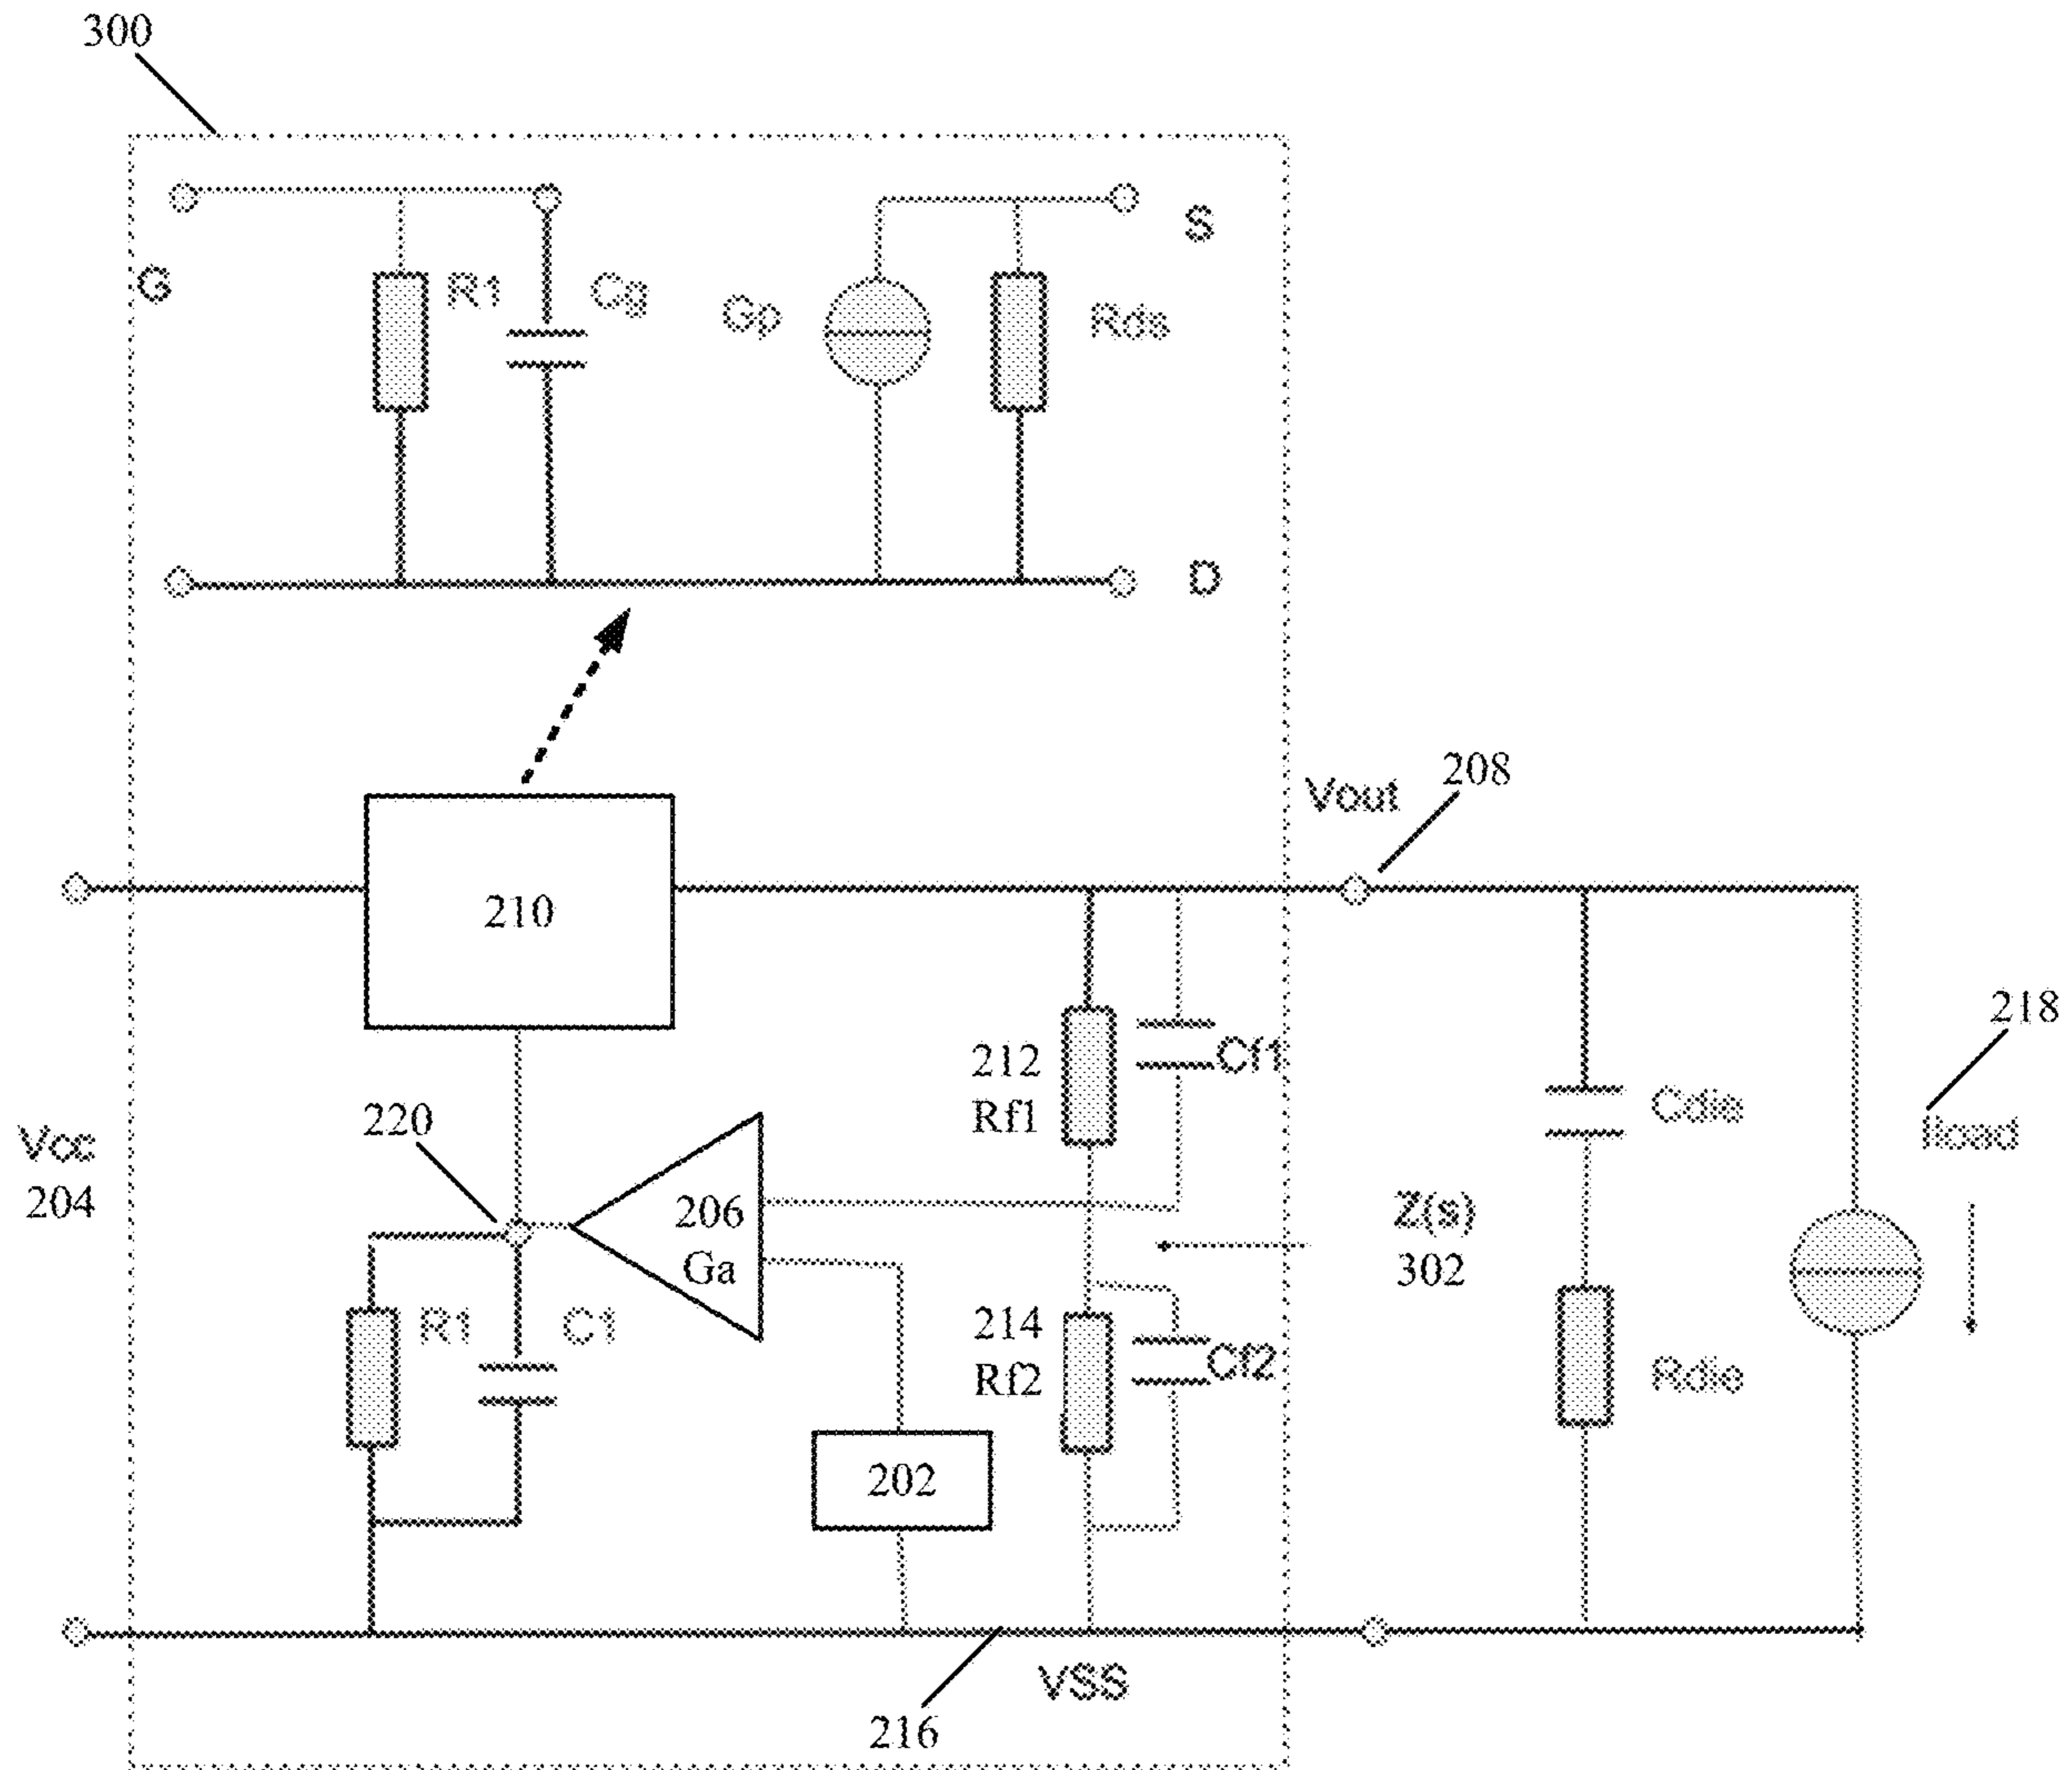 300
G
R1
Cg
Gp
Rds
S
D
210
Vout
208
212
Rf1
Cf1
Cdie
218
Iload
220
Vcc
204
206
Ga
Z(s)
302
R1
C1
214
Rf2
Cf2
Rdie
202
VSS
216